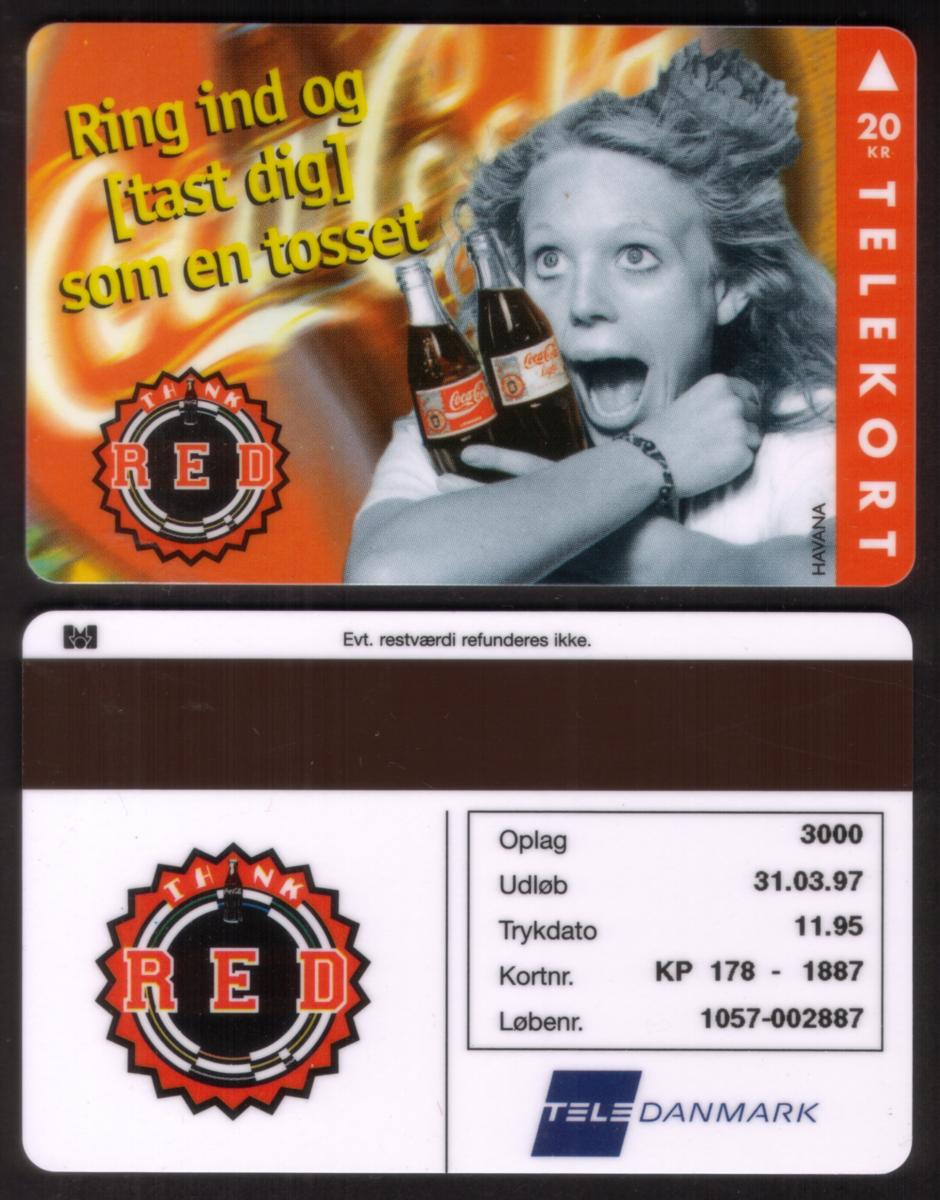 Ring ind og
[tast dig]
som en tosset
20
KR
TELEKORT
Coca-Cola
Coca-Cola
light
THINK
RED
HAVANA
Evt. restværdi refunderes ikke.
THINK
RED
Oplag 3000
Udløb 31.03.97
Trykdato 11.95
Kortnr. KP 178 - 1887
Løbenr. 1057-002887
TELE DANMARK